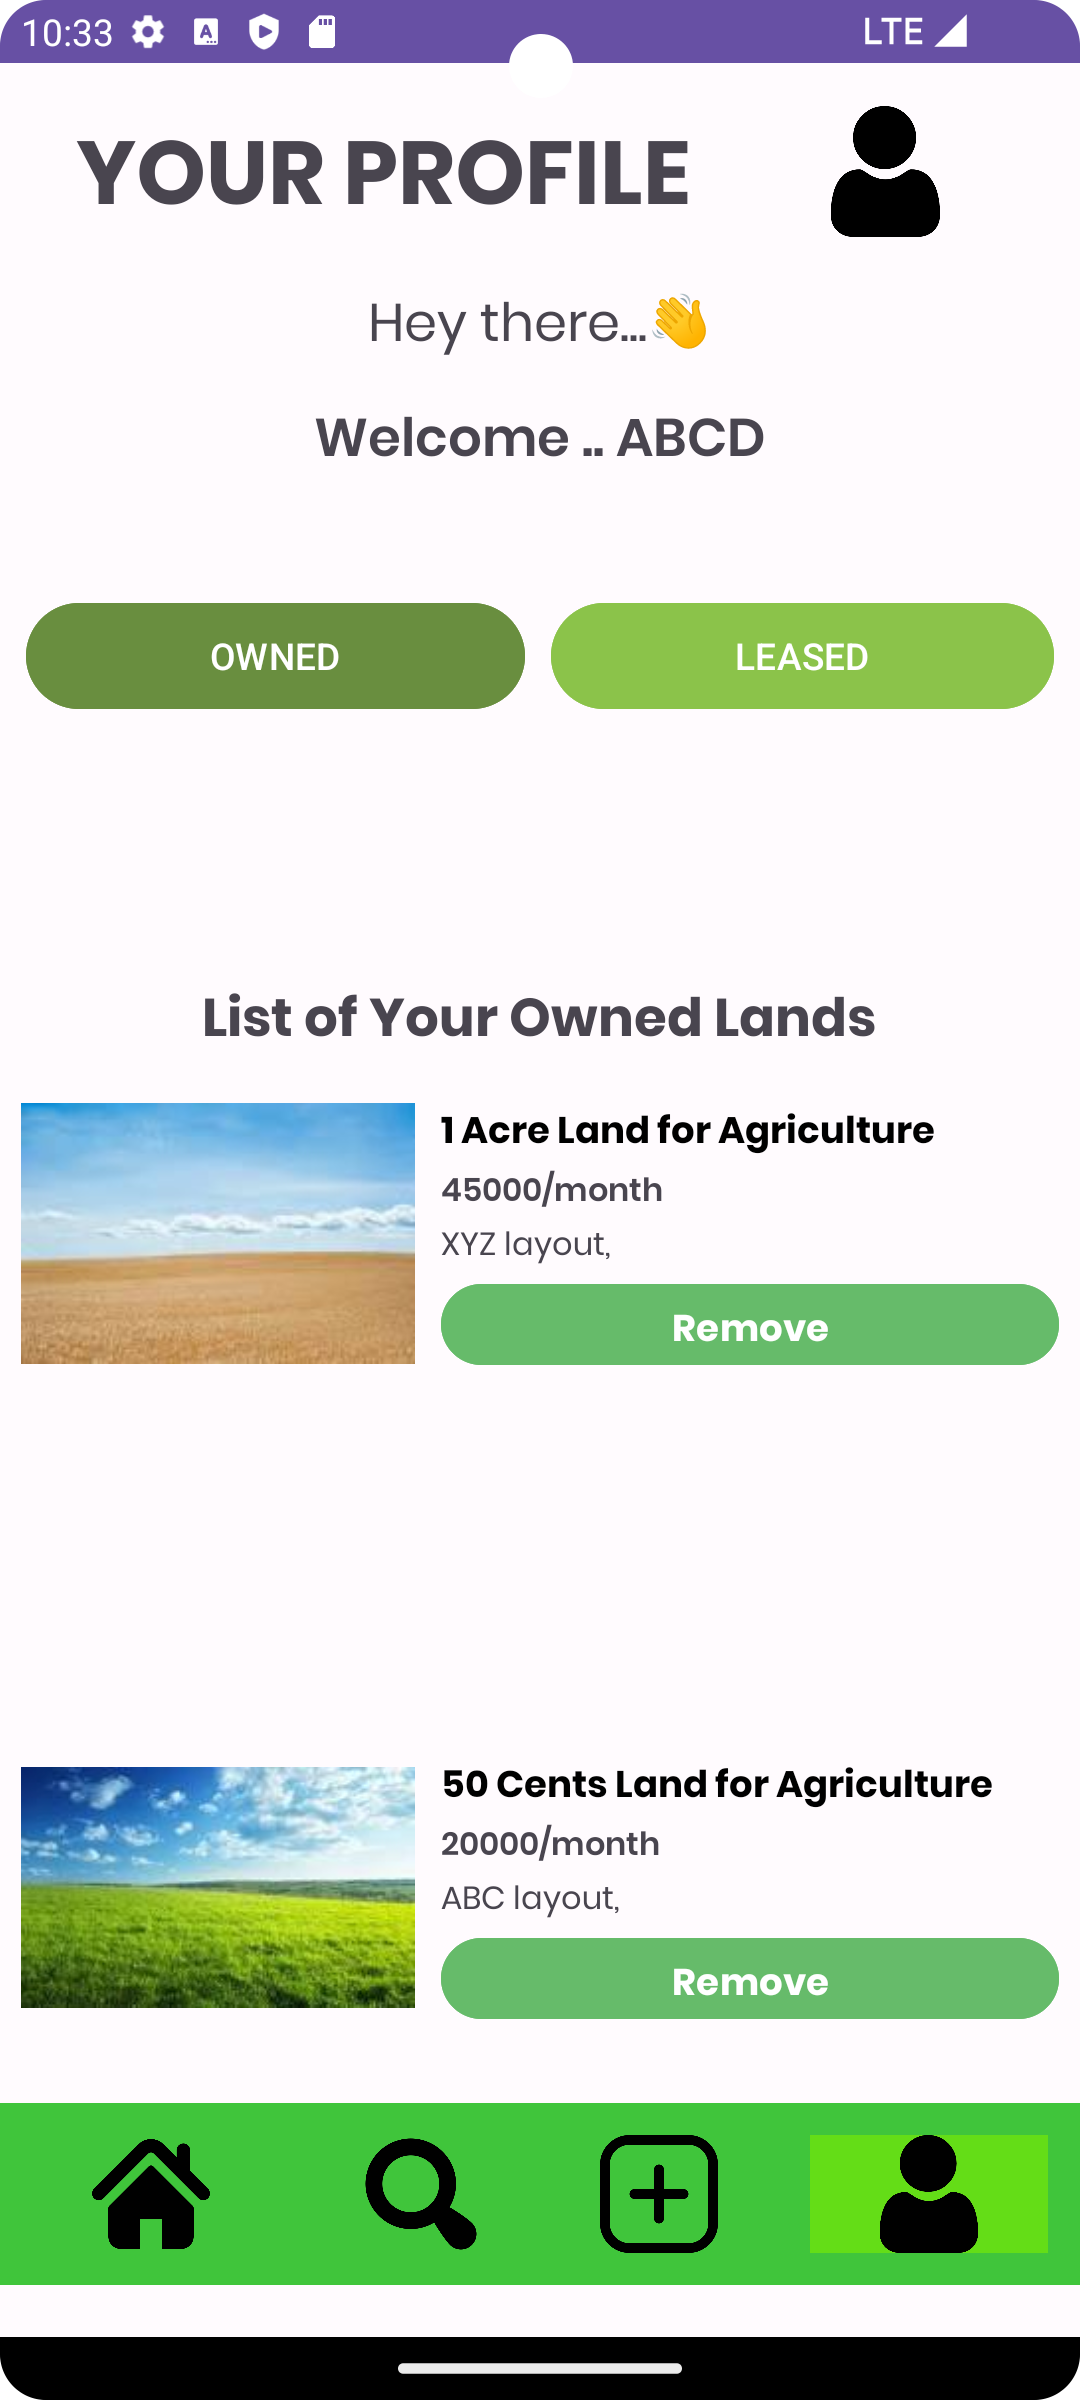 10:33
LTE
YOUR PROFILE
Hey there...👋
Welcome .. ABCD
OWNED
LEASED
List of Your Owned Lands
1 Acre Land for Agriculture
45000/month
XYZ layout,
Remove
50 Cents Land for Agriculture
20000/month
ABC layout,
Remove